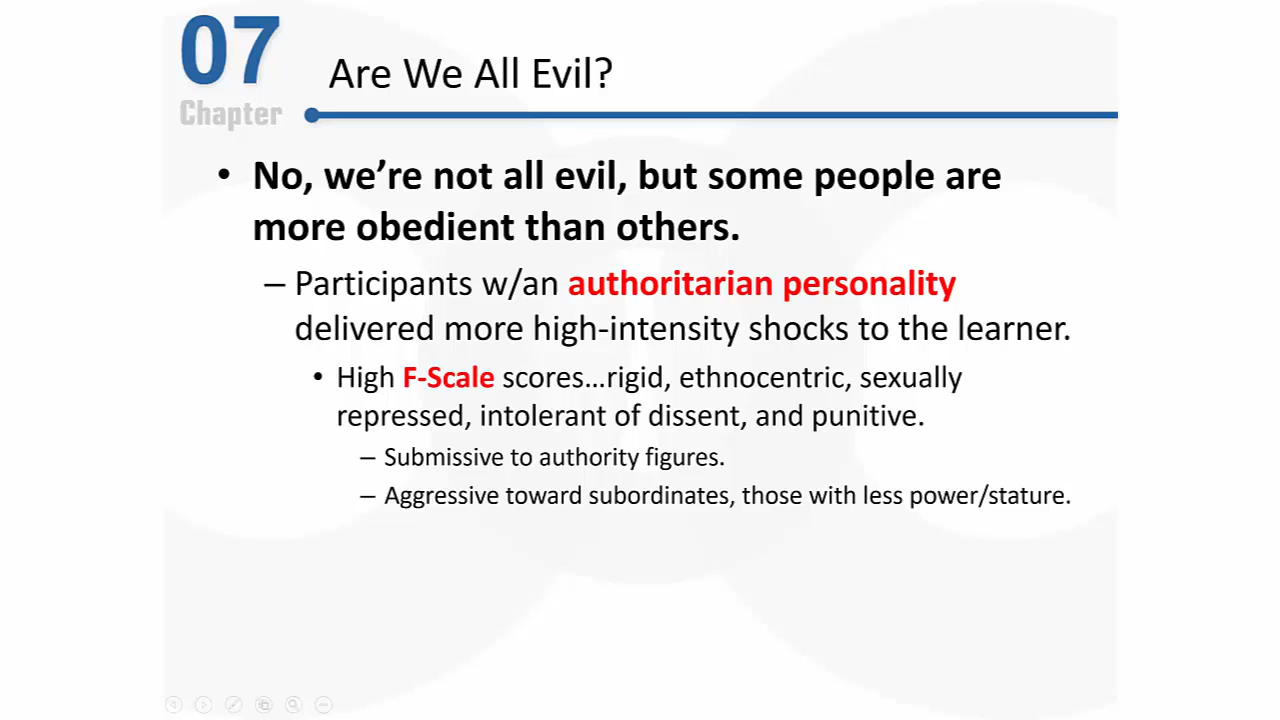 07
Chapter
Are We All Evil?
• No, we’re not all evil, but some people are
more obedient than others.
– Participants w/an authoritarian personality
delivered more high-intensity shocks to the learner.
• High F-Scale scores…rigid, ethnocentric, sexually
repressed, intolerant of dissent, and punitive.
– Submissive to authority figures.
– Aggressive toward subordinates, those with less power/stature.